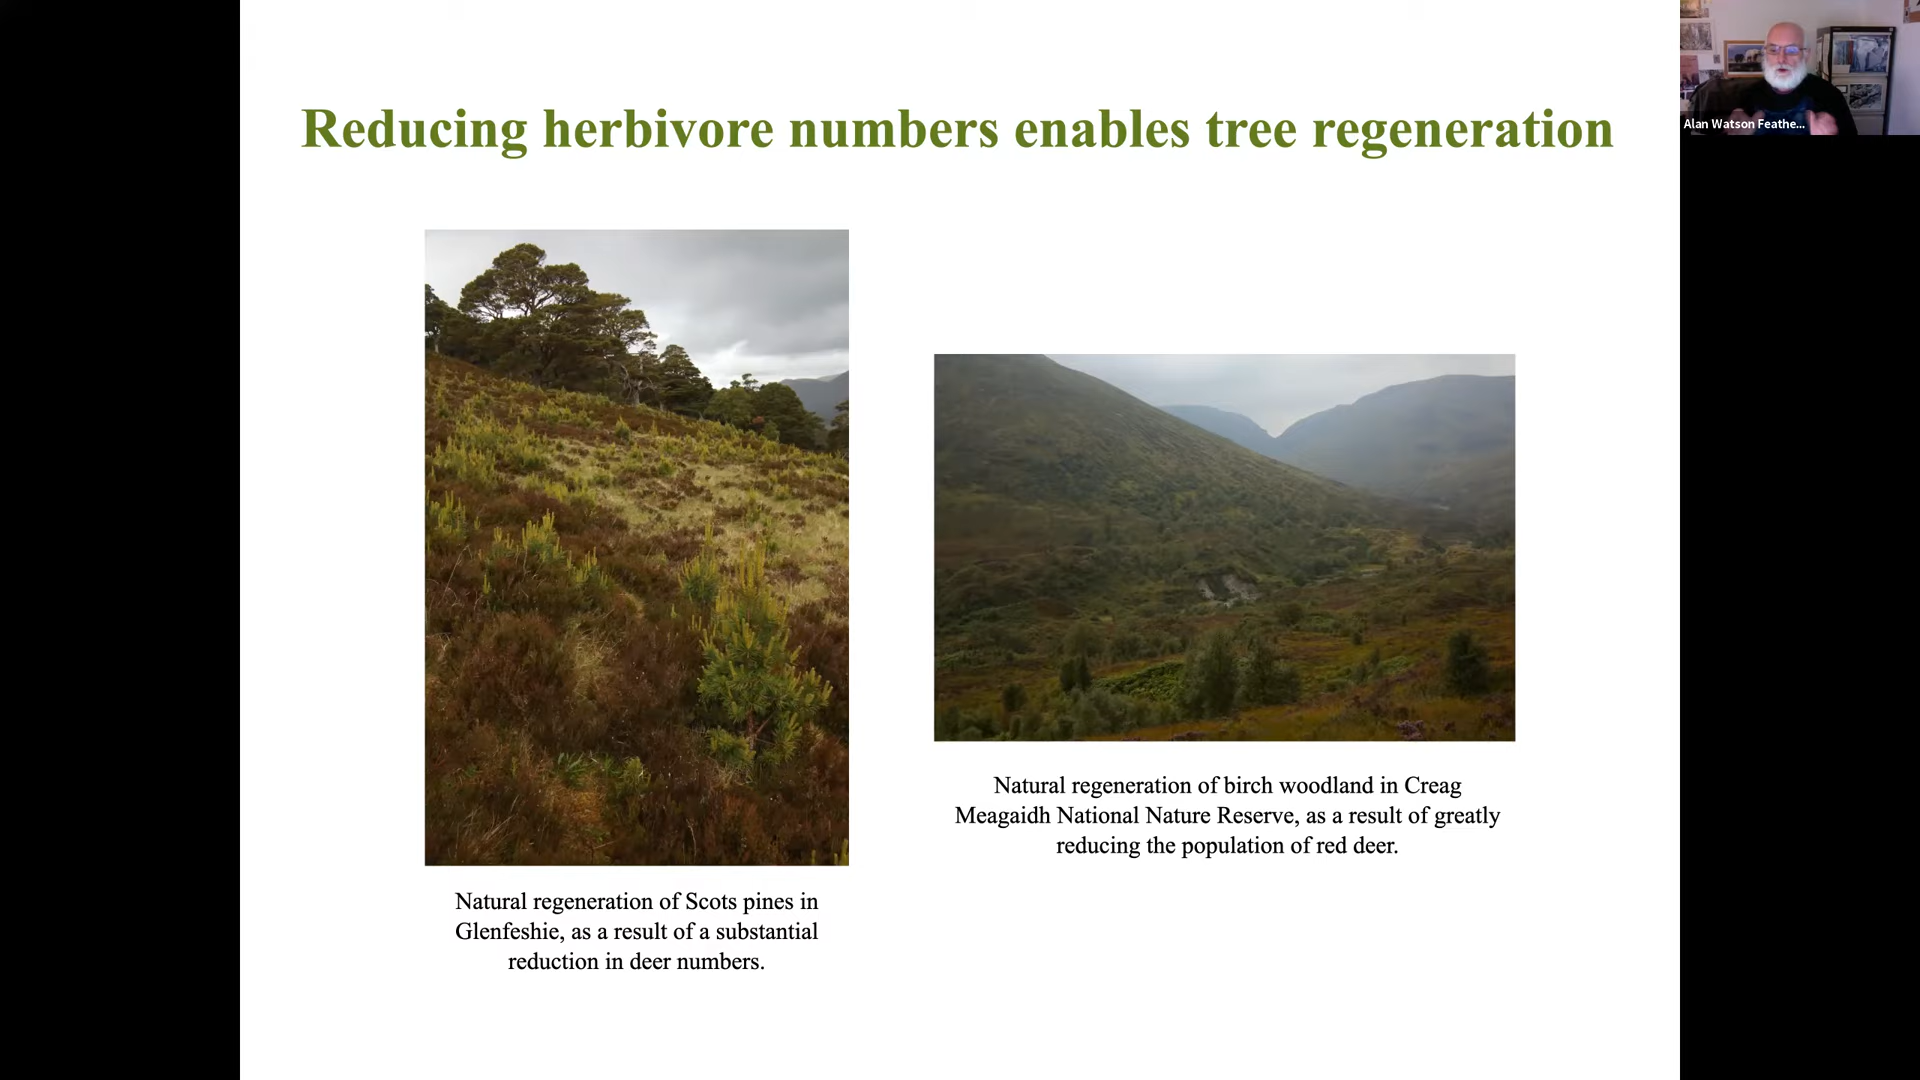 Reducing herbivore numbers enables tree regeneration
Alan Watson Feathe...
Natural regeneration of birch woodland in Creag
Meagaidh National Nature Reserve, as a result of greatly
reducing the population of red deer.
Natural regeneration of Scots pines in
Glenfeshie, as a result of a substantial
reduction in deer numbers.